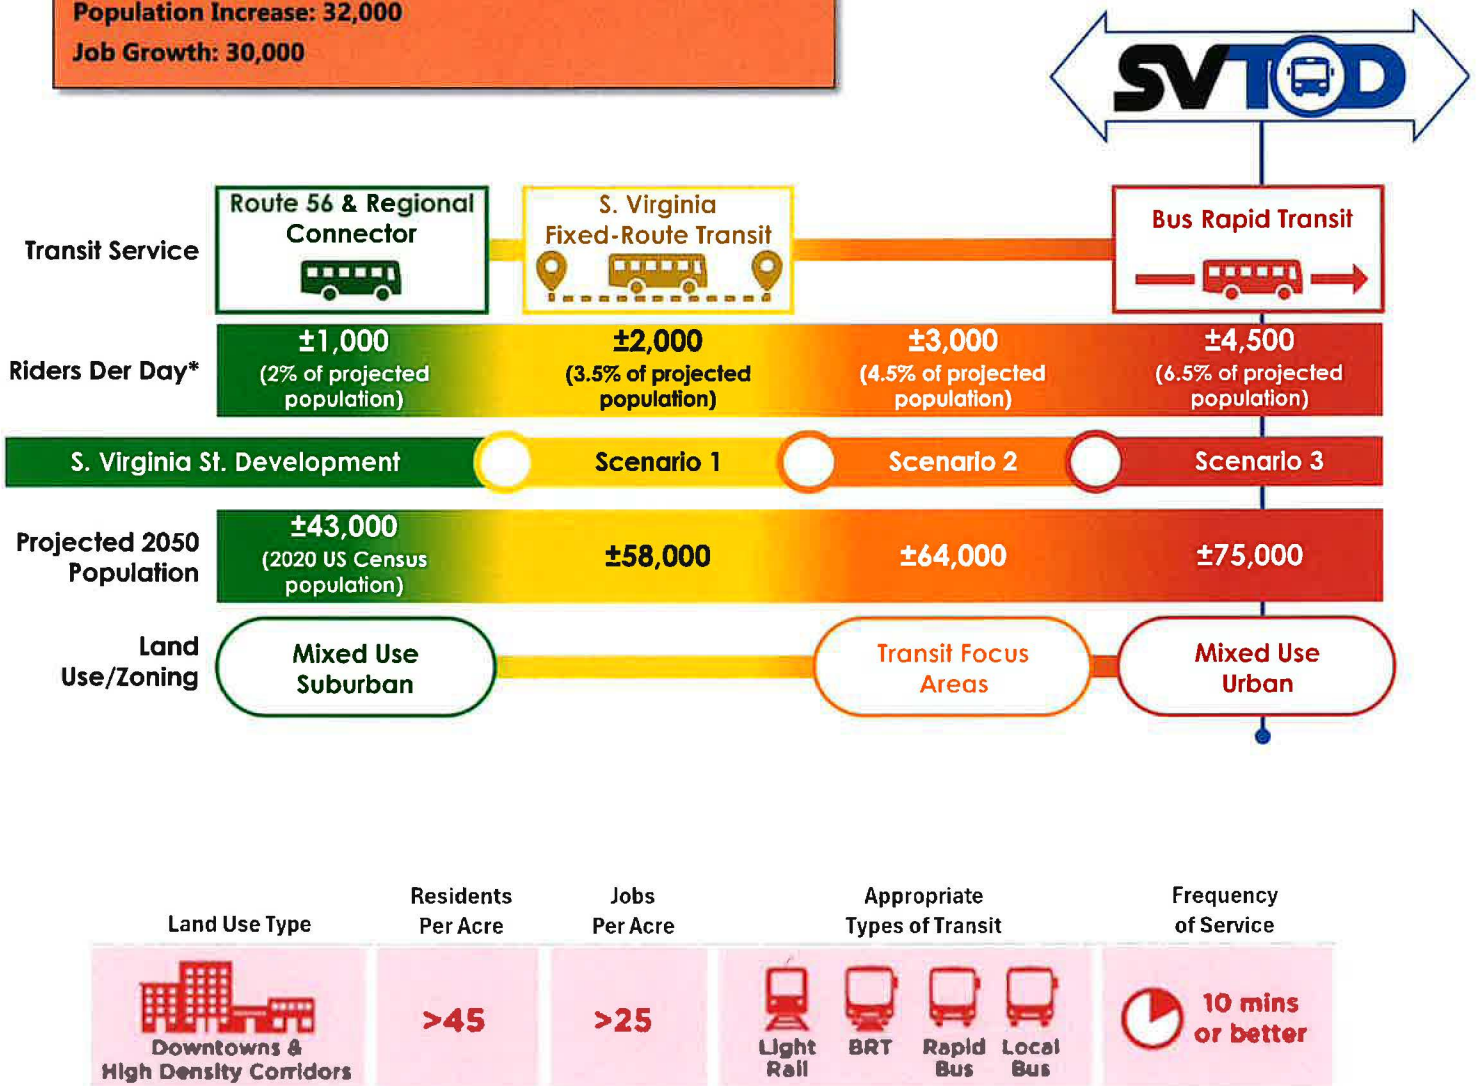 Population Increase: 32,000
Job Growth: 30,000
SVTOD
Transit Service
Route 56 & Regional
Connector
S. Virginia
Fixed-Route Transit
Bus Rapid Transit
Riders Per Day*
±1,000
(2% of projected
population)
±2,000
(3.5% of projected
population)
±3,000
(4.5% of projected
population)
±4,500
(6.5% of projected
population)
S. Virginia St. Development
Scenario 1
Scenario 2
Scenario 3
Projected 2050
Population
±43,000
(2020 US Census
population)
±58,000
±64,000
±75,000
Land
Use/Zoning
Mixed Use
Suburban
Transit Focus
Areas
Mixed Use
Urban
Land Use Type
Residents
Per Acre
Jobs
Per Acre
Appropriate
Types of Transit
Frequency
of Service
Downtowns &
High Density Corridors
>45
>25
Light
Rail
BRT
Rapid
Bus
Local
Bus
10 mins
or better